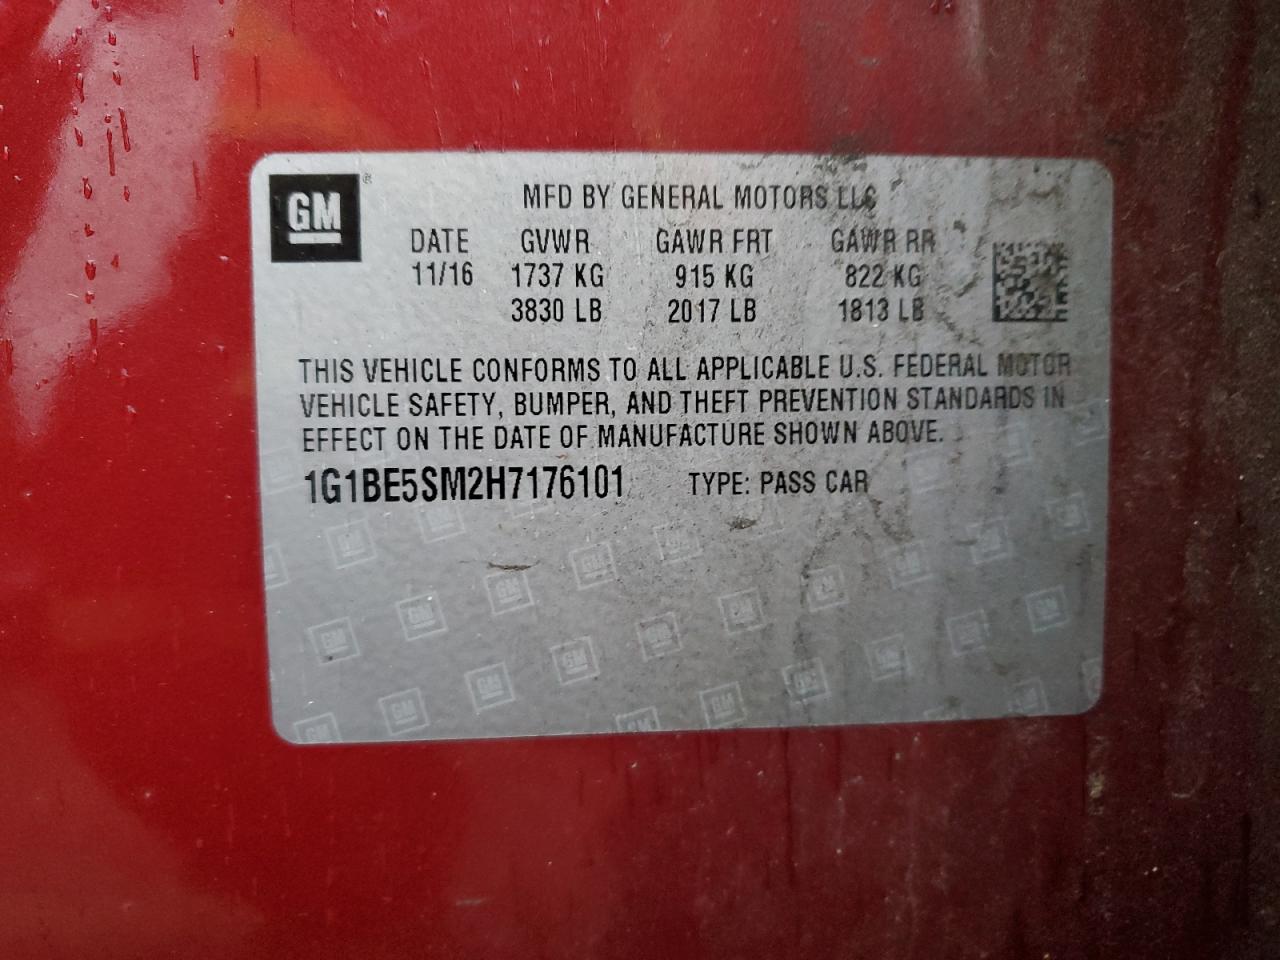 GM
MFD BY GENERAL MOTORS LLC
DATE GVWR GAWR FRT GAWR RR
11/16 1737 KG 915 KG 822 KG
3830 LB 2017 LB 1813 LB
THIS VEHICLE CONFORMS TO ALL APPLICABLE U.S. FEDERAL MOTOR
VEHICLE SAFETY, BUMPER, AND THEFT PREVENTION STANDARDS IN
EFFECT ON THE DATE OF MANUFACTURE SHOWN ABOVE.
1G1BE5SM2H7176101 TYPE: PASS CAR